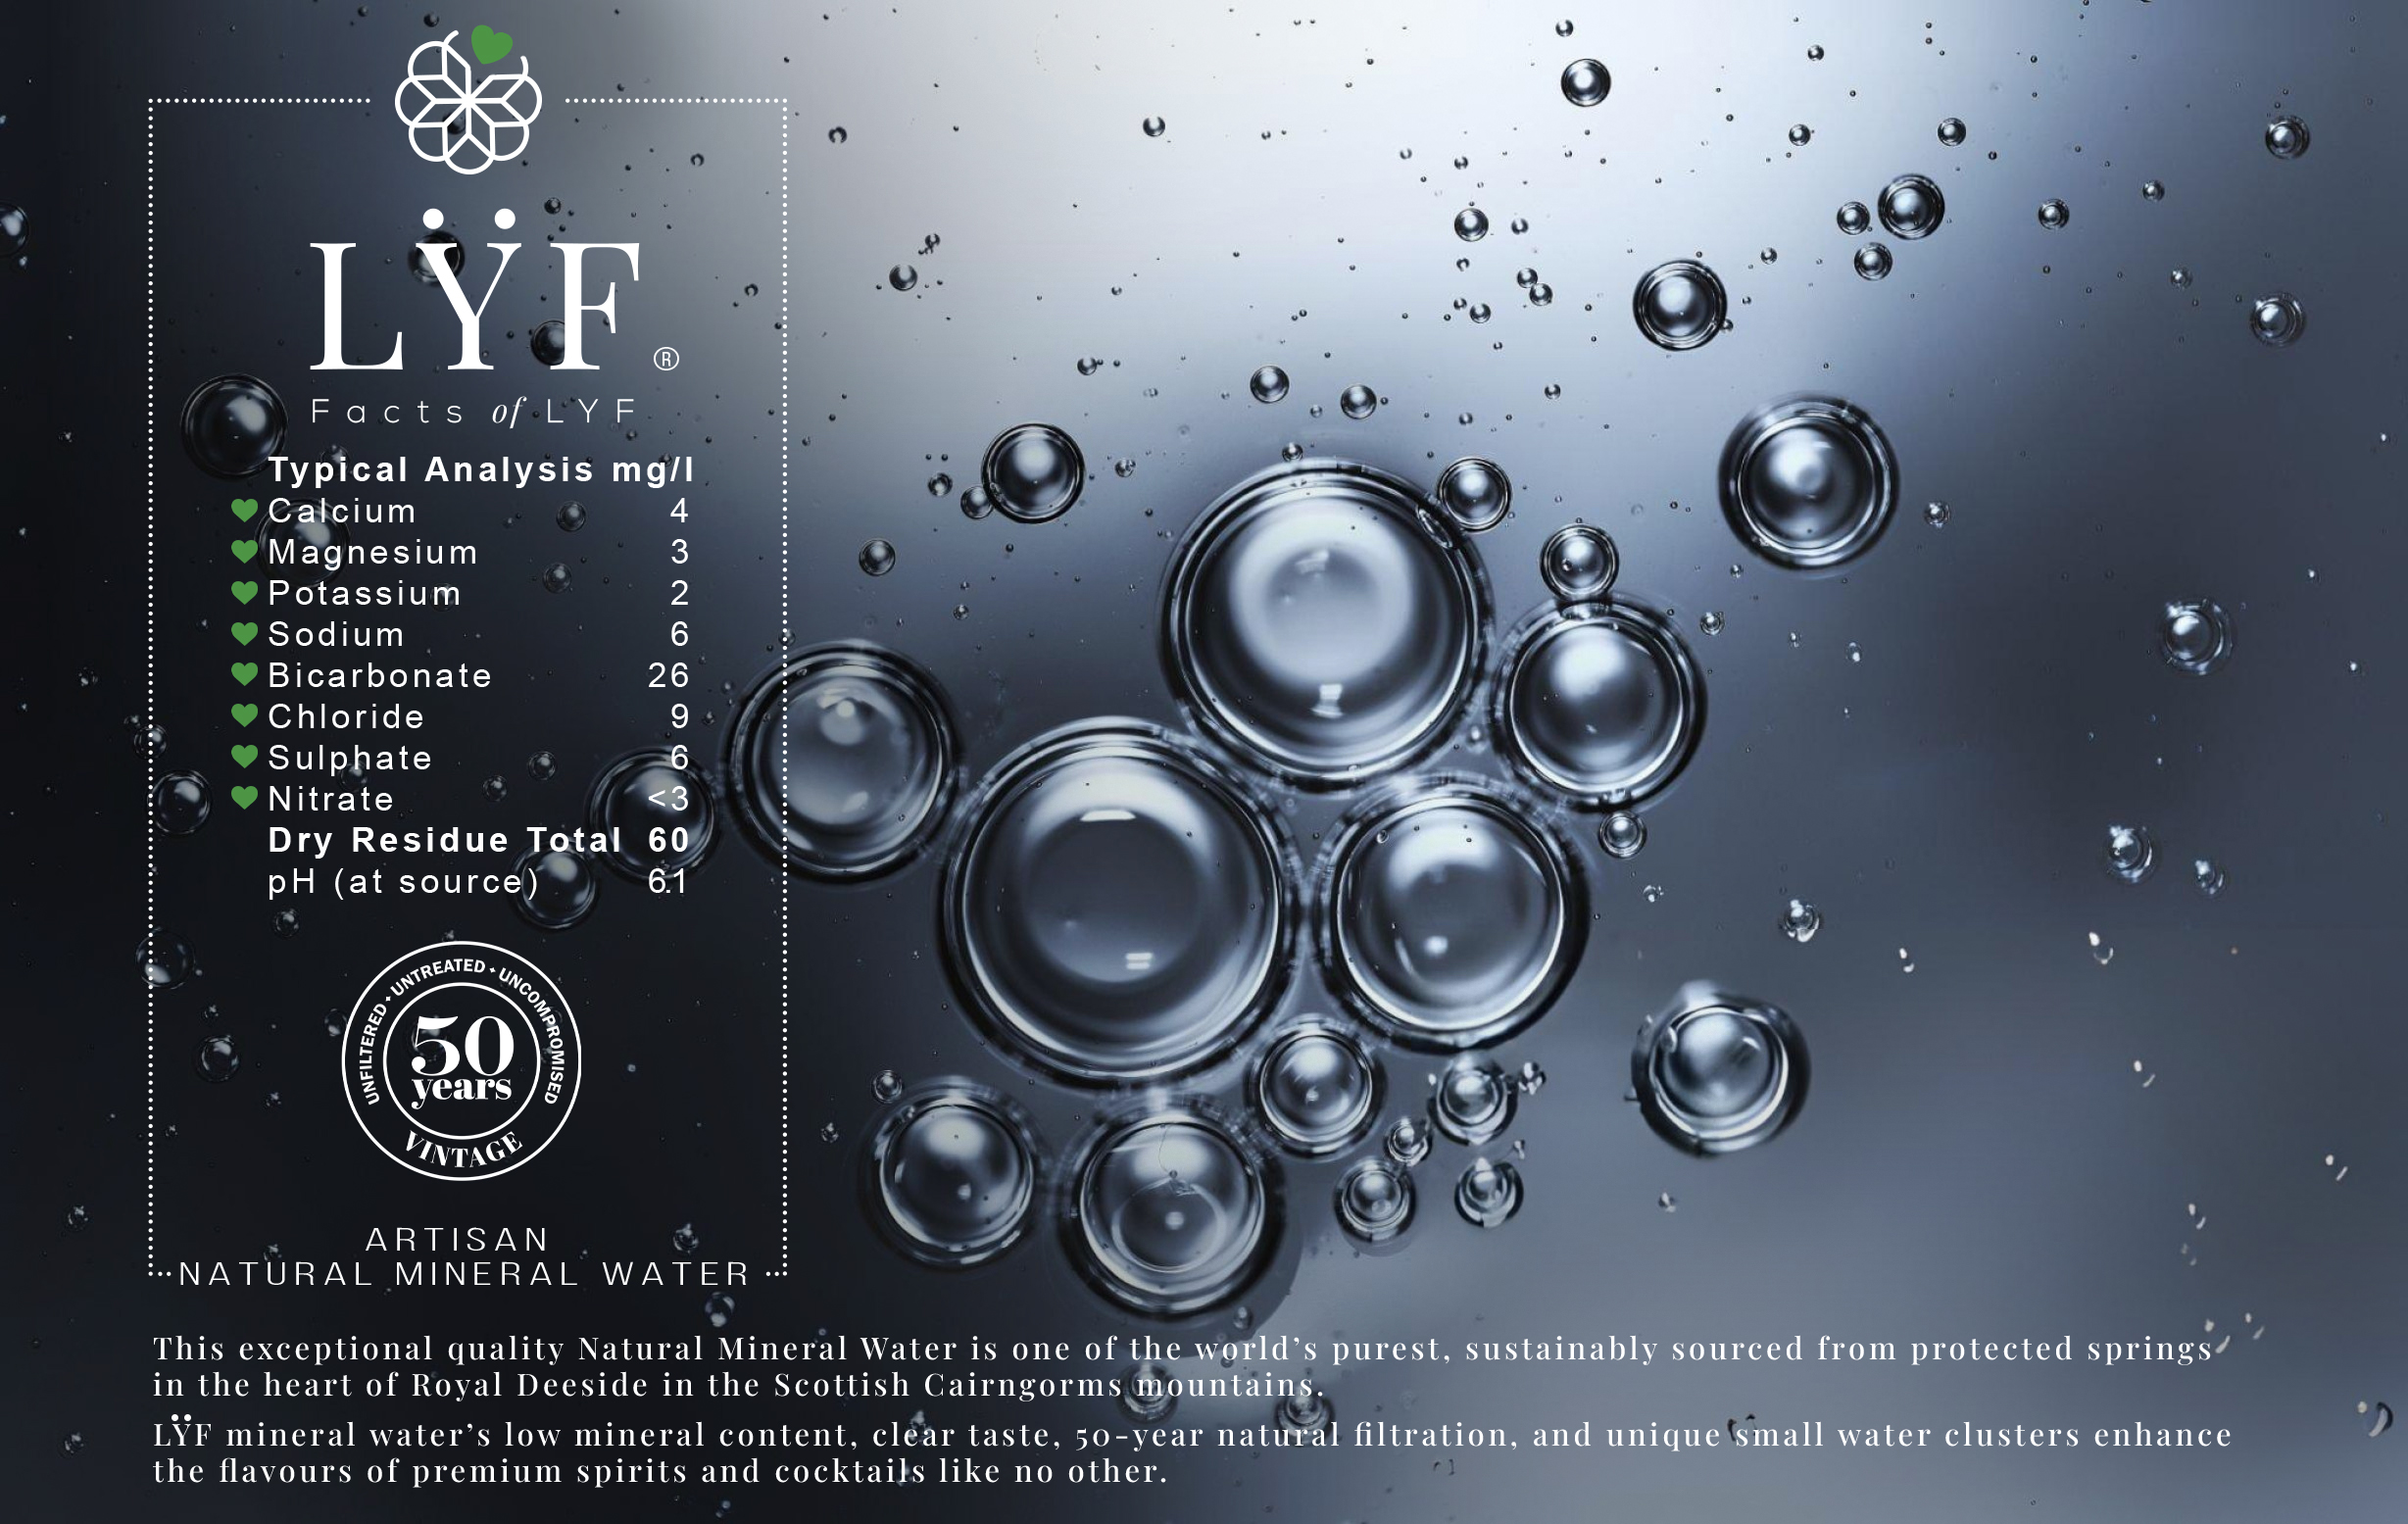 LŸF®
Facts of LYF
Typical Analysis mg/l
Calcium 4
Magnesium 3
Potassium 2
Sodium 6
Bicarbonate 26
Chloride 9
Sulphate 6
Nitrate <3
Dry Residue Total 60
pH (at source) 6.1
UNFILTERED • UNTREATED • UNCOMPROMISED
50
years
VINTAGE
ARTISAN
NATURAL MINERAL WATER
This exceptional quality Natural Mineral Water is one of the world’s purest, sustainably sourced from protected springs
in the heart of Royal Deeside in the Scottish Cairngorms mountains.
LŸF mineral water’s low mineral content, clear taste, 50-year natural filtration, and unique small water clusters enhance
the flavours of premium spirits and cocktails like no other.